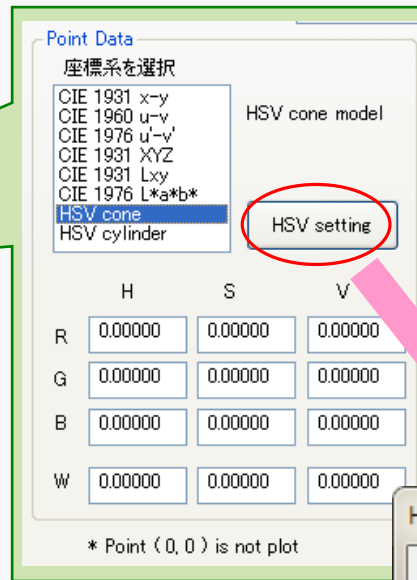 Point Data
座標系を選択
CIE 1931 x-y
CIE 1960 u-v
CIE 1976 u'-v'
CIE 1931 XYZ
CIE 1931 Lxy
CIE 1976 L*a*b*
HSV cone
HSV cylinder
HSV cone model
HSV setting
H S V
R 0.00000 0.00000 0.00000
G 0.00000 0.00000 0.00000
B 0.00000 0.00000 0.00000
W 0.00000 0.00000 0.00000
* Point (0, 0) is not plot